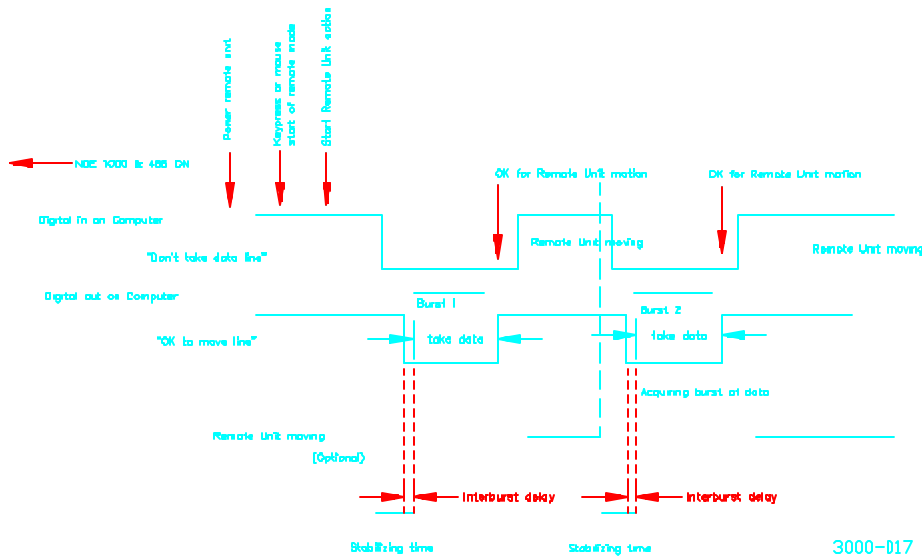 Power remote unit
Keypress or mouse
start of remote mode
Start Remote Unit action
NDE 1000 & 486 ON
OK for Remote Unit motion
OK for Remote Unit motion
Digital in on Computer
Remote Unit moving
Remote Unit moving
"Don't take data line"
Digital out on Computer
Burst 1
Burst 2
"OK to move line"
take data
take data
Acquiring burst of data
Remote Unit moving
(Optional)
Interburst delay
Interburst delay
Stabilizing time
Stabilizing time
3000-D17